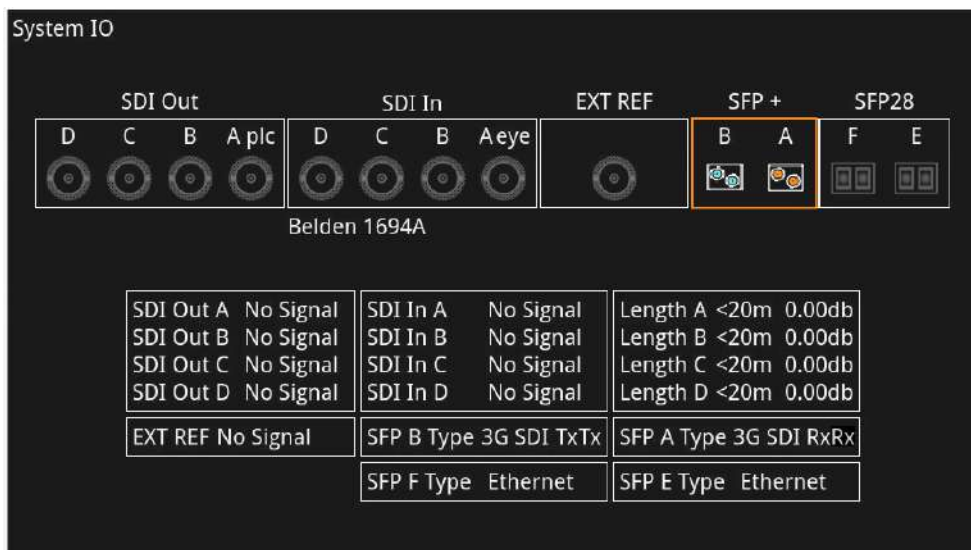 System IO
SDI Out
SDI In
EXT REF
SFP +
SFP28
D C B A plc
D C B A eye
B A
F E
Belden 1694A
SDI Out A No Signal
SDI Out B No Signal
SDI Out C No Signal
SDI Out D No Signal
SDI In A No Signal
SDI In B No Signal
SDI In C No Signal
SDI In D No Signal
Length A <20m 0.00db
Length B <20m 0.00db
Length C <20m 0.00db
Length D <20m 0.00db
EXT REF No Signal
SFP B Type 3G SDI TxTx
SFP A Type 3G SDI RxRx
SFP F Type Ethernet
SFP E Type Ethernet